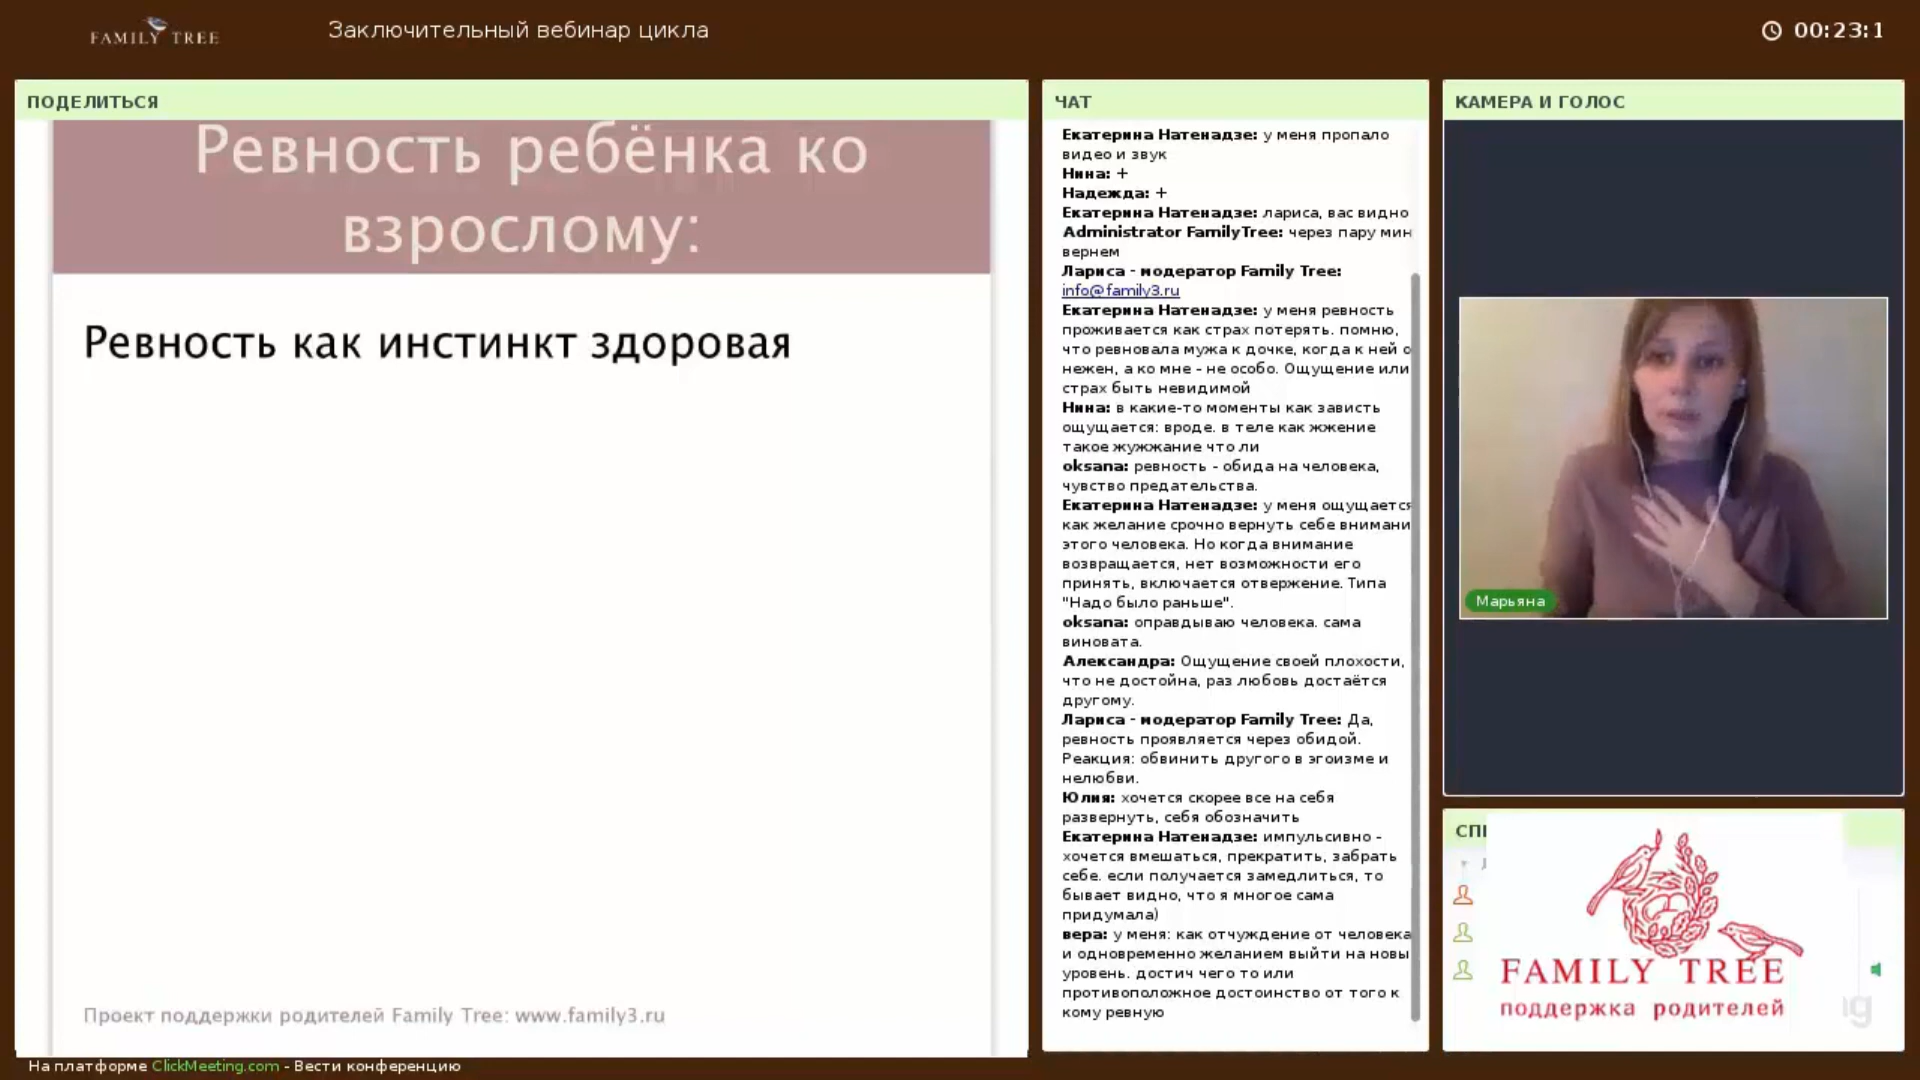 FAMILY TREE
Заключительный вебинар цикла
00:23:1
ПОДЕЛИТЬСЯ
Ревность ребёнка ко
взрослому:
Ревность как инстинкт здоровая
Проект поддержки родителей Family Tree: www.family3.ru
ЧАТ
Екатерина Натенадзе: у меня пропало
видео и звук
Нина: +
Надежда: +
Екатерина Натенадзе: лариса, вас видно
Administrator FamilyTree: через пару мин
вернем
Лариса - модератор Family Tree:
info@family3.ru
Екатерина Натенадзе: у меня ревность
проживается как страх потерять. помню,
что ревновала мужа к дочке, когда к ней о
нежен, а ко мне - не особо. Ощущение или
страх быть невидимой
Нина: в какие-то моменты как зависть
ощущается: вроде. в теле как жжение
такое жужжание что ли
oksana: ревность - обида на человека,
чувство предательства.
Екатерина Натенадзе: у меня ощущается
как желание срочно вернуть себе внимани
этого человека. Но когда внимание
возвращается, нет возможности его
принять, включается отвержение. Типа
"Надо было раньше".
oksana: оправдываю человека. сама
виновата.
Александра: Ощущение своей плохости,
что не достойна, раз любовь достаётся
другому.
Лариса - модератор Family Tree: Да,
ревность проявляется через обидой.
Реакция: обвинить другого в эгоизме и
нелюбви.
Юлия: хочется скорее все на себя
развернуть, себя обозначить
Екатерина Натенадзе: импульсивно -
хочется вмешаться, прекратить, забрать
себе. если получается замедлиться, то
бывает видно, что я многое сама
придумала)
вера: у меня: как отчуждение от человека
и одновременно желанием выйти на новы
уровень. достич чего то или
противоположное достоинство от того к
кому ревную
КАМЕРА И ГОЛОС
Марьяна
FAMILY TREE
поддержка родителей
На платформе ClickMeeting.com - Вести конференцию